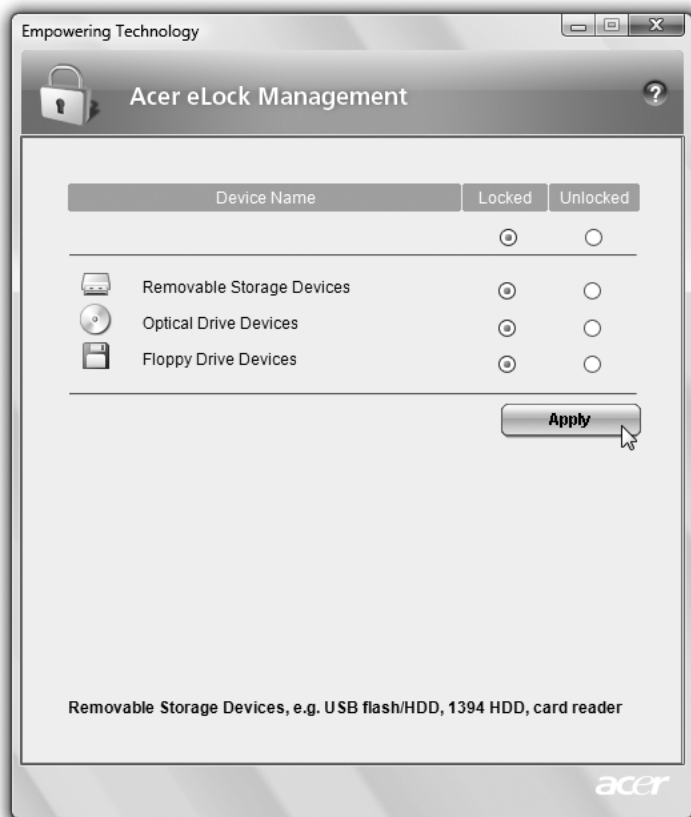 Empowering Technology
Acer eLock Management
?
Device Name Locked Unlocked
Removable Storage Devices
Optical Drive Devices
Floppy Drive Devices
Apply
Removable Storage Devices, e.g. USB flash/HDD, 1394 HDD, card reader
acer